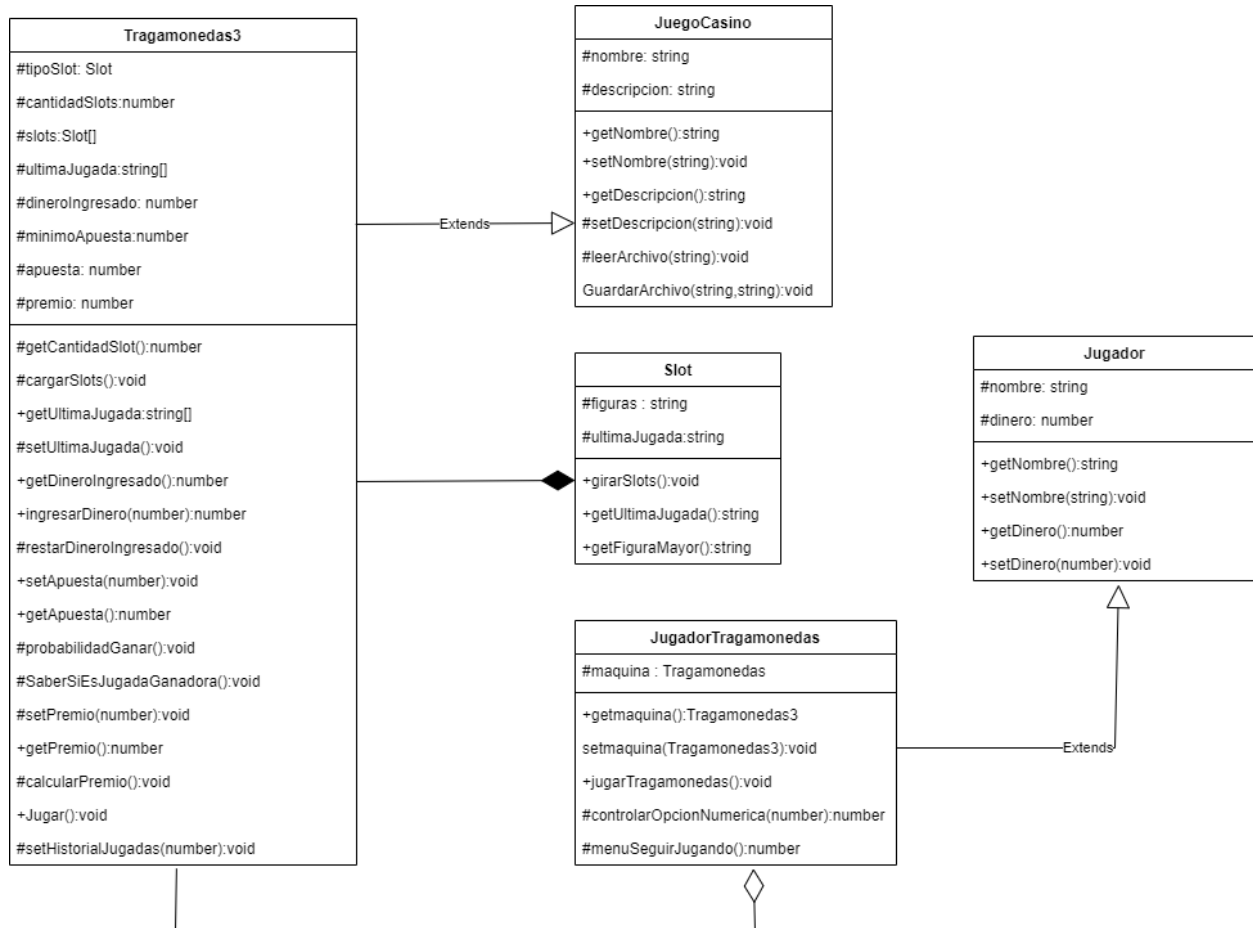 Tragamonedas3
#tipoSlot: Slot
#cantidadSlots:number
#slots:Slot[]
#ultimaJugada:string[]
#dineroIngresado: number
#minimoApuesta:number
#apuesta: number
#premio: number
#getCantidadSlot():number
#cargarSlots():void
+getUltimaJugada:string[]
#setUltimaJugada():void
+getDineroIngresado():number
+ingresarDinero(number):number
#restarDineroIngresado():void
+setApuesta(number):void
+getApuesta():number
#probabilidadGanar():void
#SaberSiEsJugadaGanadora():void
#setPremio(number):void
+getPremio():number
#calcularPremio():void
+Jugar():void
#setHistorialJugadas(number):void
Extends
JuegoCasino
#nombre: string
#descripcion: string
+getNombre():string
+setNombre(string):void
+getDescripcion():string
#setDescripcion(string):void
#leerArchivo(string):void
GuardarArchivo(string,string):void
Slot
#figuras : string
#ultimaJugada:string
+girarSlots():void
+getUltimaJugada():string
+getFiguraMayor():string
Jugador
#nombre: string
#dinero: number
+getNombre():string
+setNombre(string):void
+getDinero():number
+setDinero(number):void
JugadorTragamonedas
#maquina : Tragamonedas
+getmaquina():Tragamonedas3
setmaquina(Tragamonedas3):void
+jugarTragamonedas():void
#controlarOpcionNumerica(number):number
#menuSeguirJugando():number
Extends